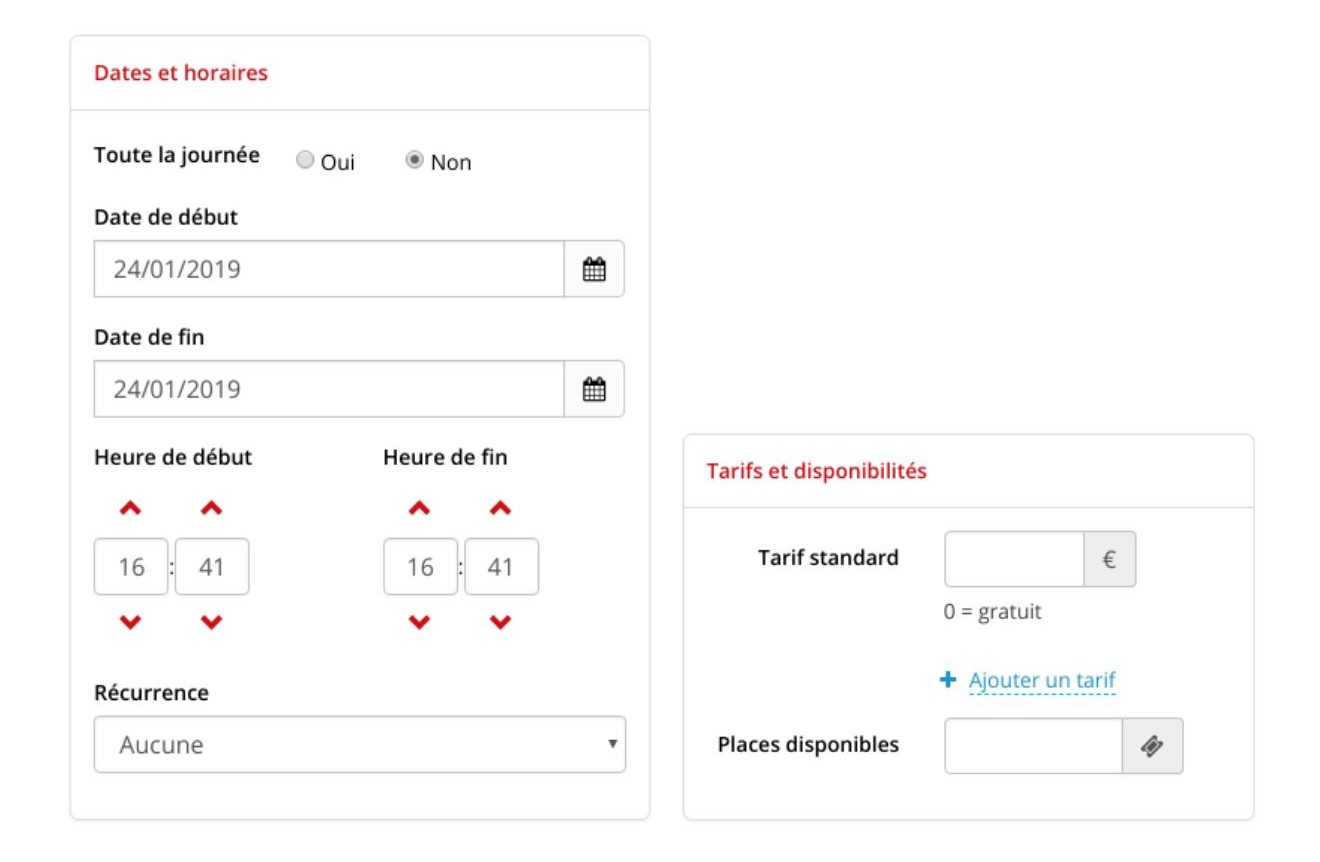 Dates et horaires
Toute la journée Oui Non
Date de début
24/01/2019
Date de fin
24/01/2019
Heure de début Heure de fin
16 : 41 16 : 41
Récurrence
Aucune
Tarifs et disponibilités
Tarif standard €
0 = gratuit
+ Ajouter un tarif
Places disponibles